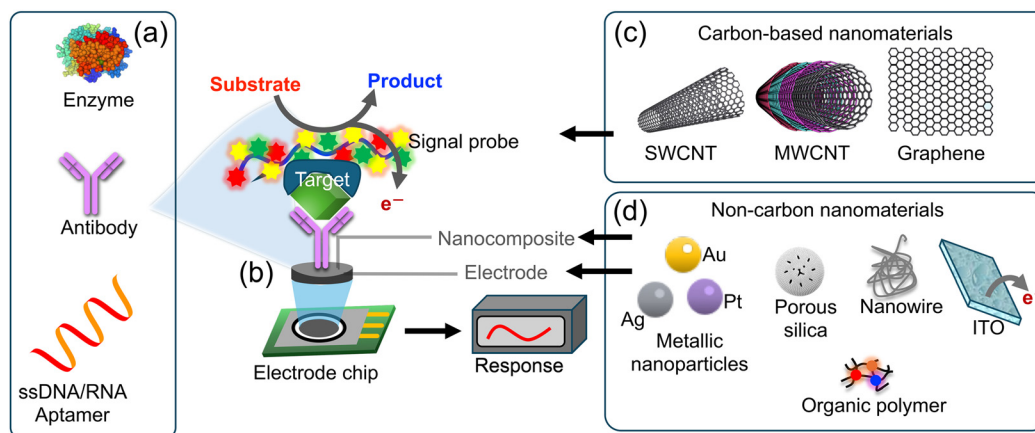 (a)
Enzyme
Antibody
ssDNA/RNA
Aptamer
Substrate
Product
Signal probe
Target
e⁻
Nanocomposite
(b)
Electrode
Electrode chip
Response
(c)
Carbon-based nanomaterials
SWCNT
MWCNT
Graphene
(d)
Non-carbon nanomaterials
Au
Ag
Pt
Metallic
nanoparticles
Porous
silica
Nanowire
ITO
e
Organic polymer